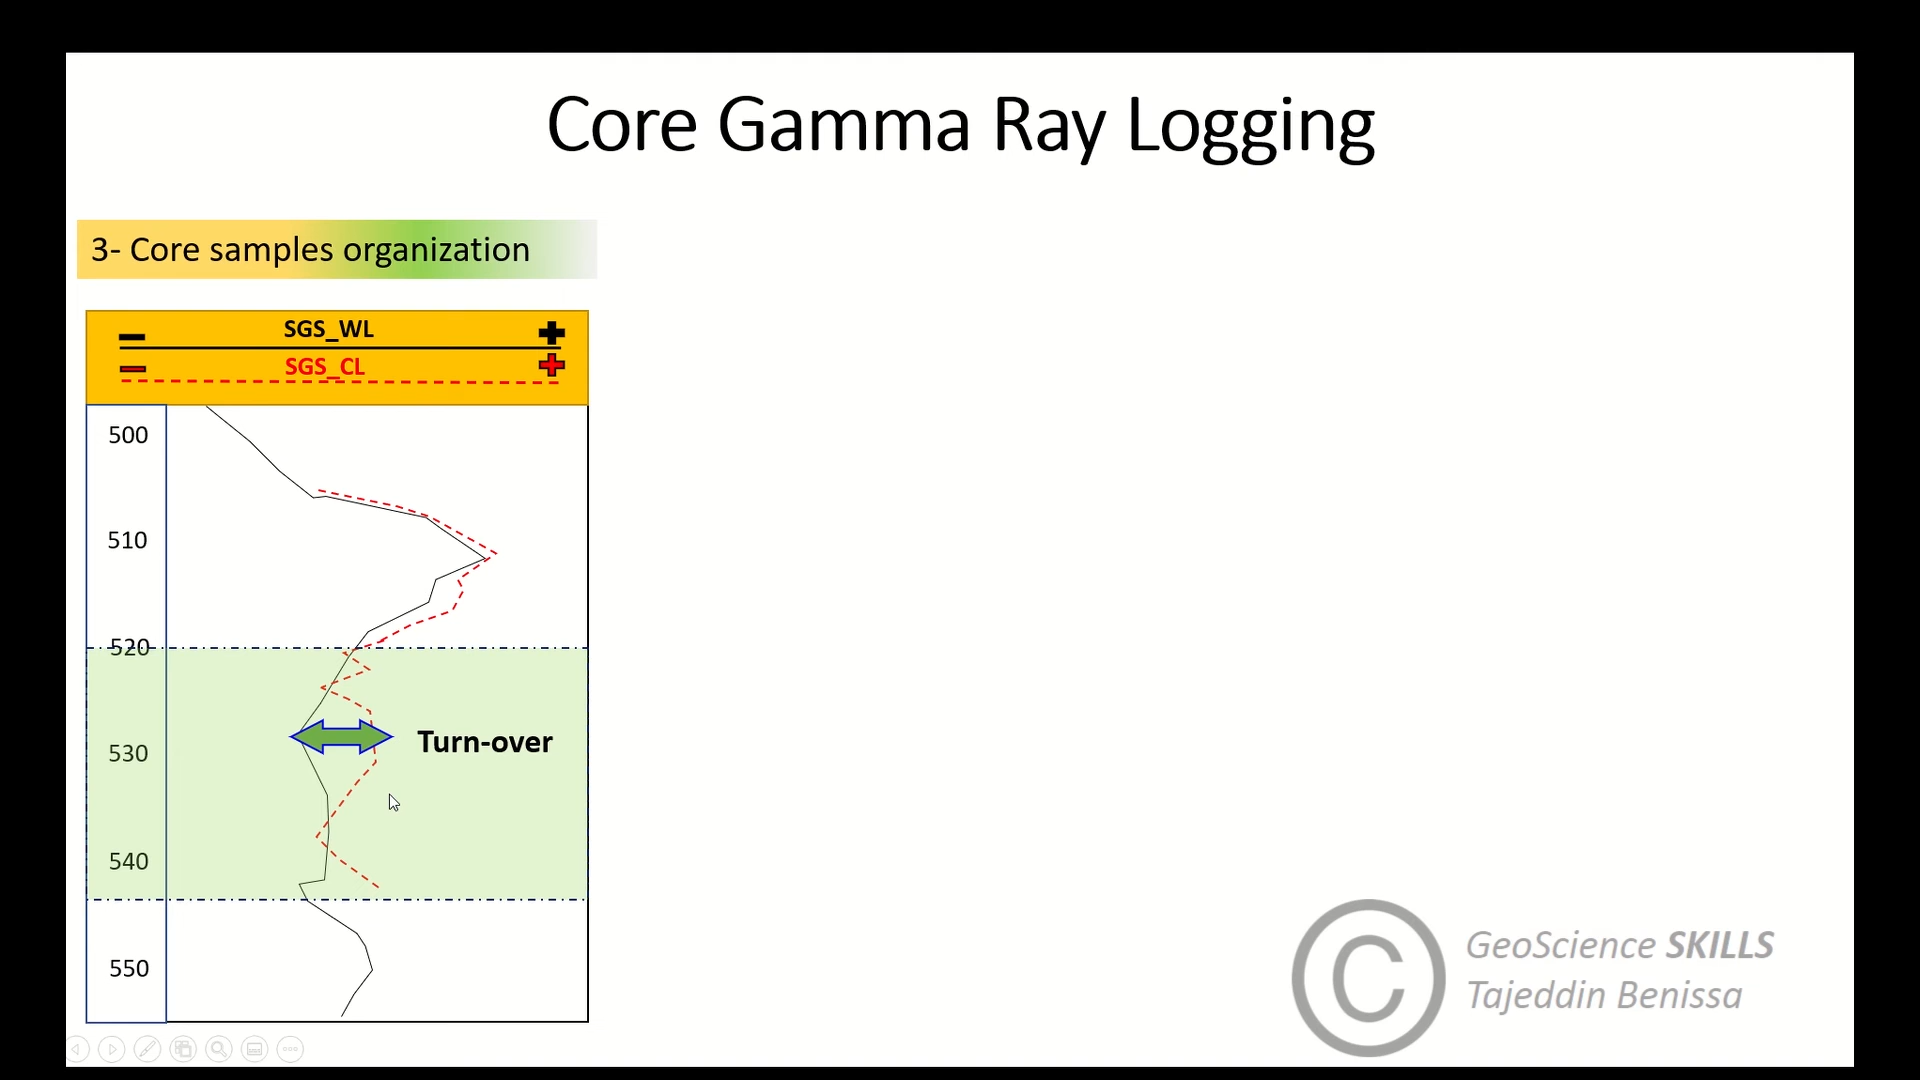 Core Gamma Ray Logging
3- Core samples organization
SGS_WL
SGS_CL
500
510
520
530
Turn-over
540
550
GeoScience SKILLS
Tajeddin Benissa